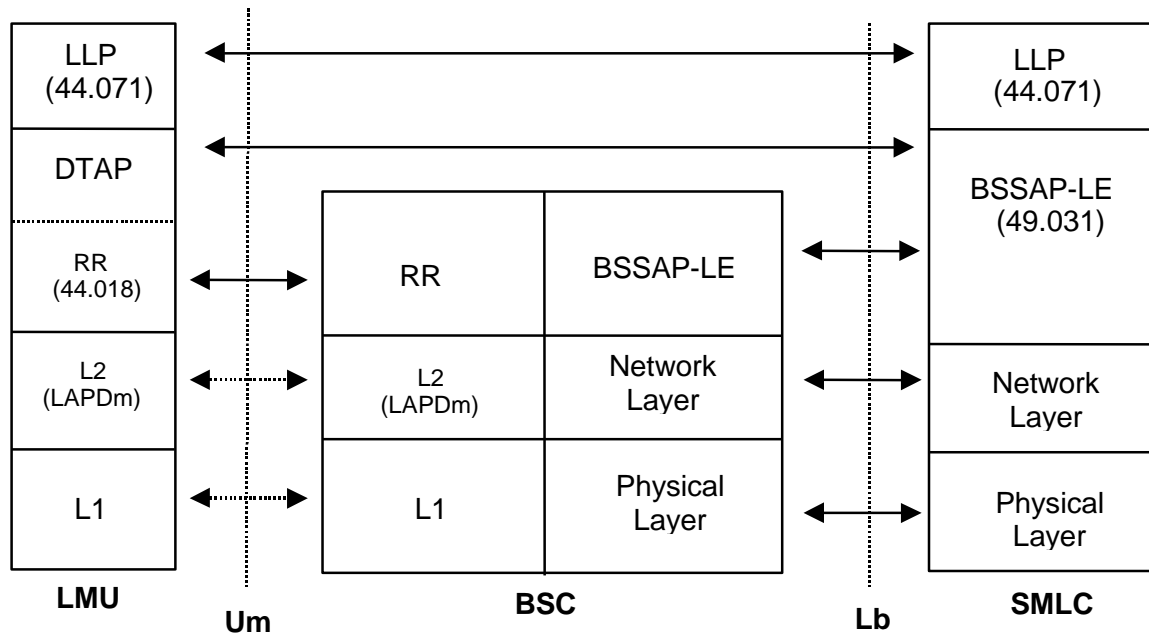 LLP
(44.071)
DTAP
RR
(44.018)
L2
(LAPDm)
L1
LMU
Um
RR
BSSAP-LE
L2
(LAPDm)
Network
Layer
L1
Physical
Layer
BSC
Lb
LLP
(44.071)
BSSAP-LE
(49.031)
Network
Layer
Physical
Layer
SMLC